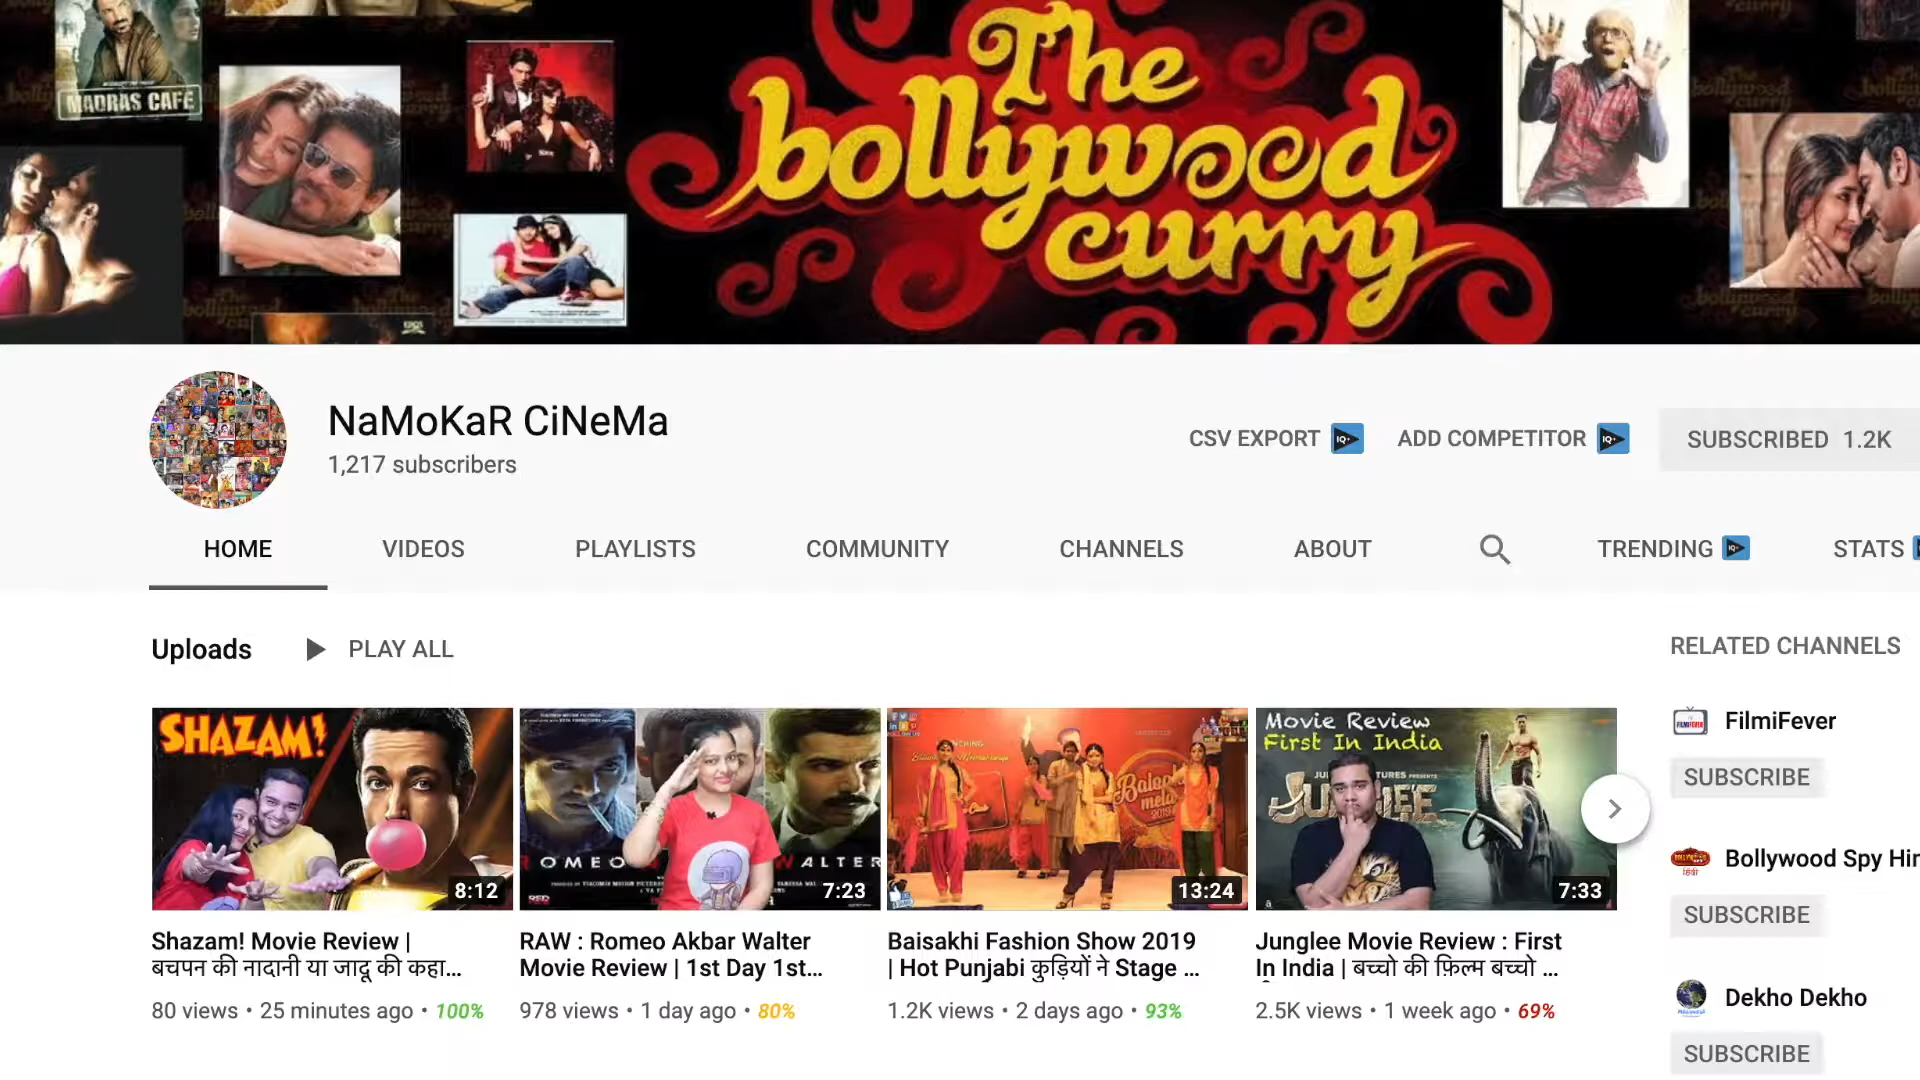 MADRAS CAFE
The
bollywood
curry
NaMoKaR CiNeMa
1,217 subscribers
CSV EXPORT IQ+
ADD COMPETITOR IQ+
SUBSCRIBED 1.2K
HOME
VIDEOS
PLAYLISTS
COMMUNITY
CHANNELS
ABOUT
TRENDING IQ+
STATS
Uploads
PLAY ALL
RELATED CHANNELS
SHAZAM!
8:12
7:23
13:24
Movie Review
First In India
JUNGLEE
7:33
Shazam! Movie Review |
बचपन की नादानी या जादू की कहा...
80 views • 25 minutes ago • 100%
RAW : Romeo Akbar Walter
Movie Review | 1st Day 1st...
978 views • 1 day ago • 80%
Baisakhi Fashion Show 2019
| Hot Punjabi कुड़ियों ने Stage ...
1.2K views • 2 days ago • 93%
Junglee Movie Review : First
In India | बच्चो की फ़िल्म बच्चो ...
2.5K views • 1 week ago • 69%
FilmiFever
SUBSCRIBE
Bollywood Spy Hin
SUBSCRIBE
Dekho Dekho
SUBSCRIBE